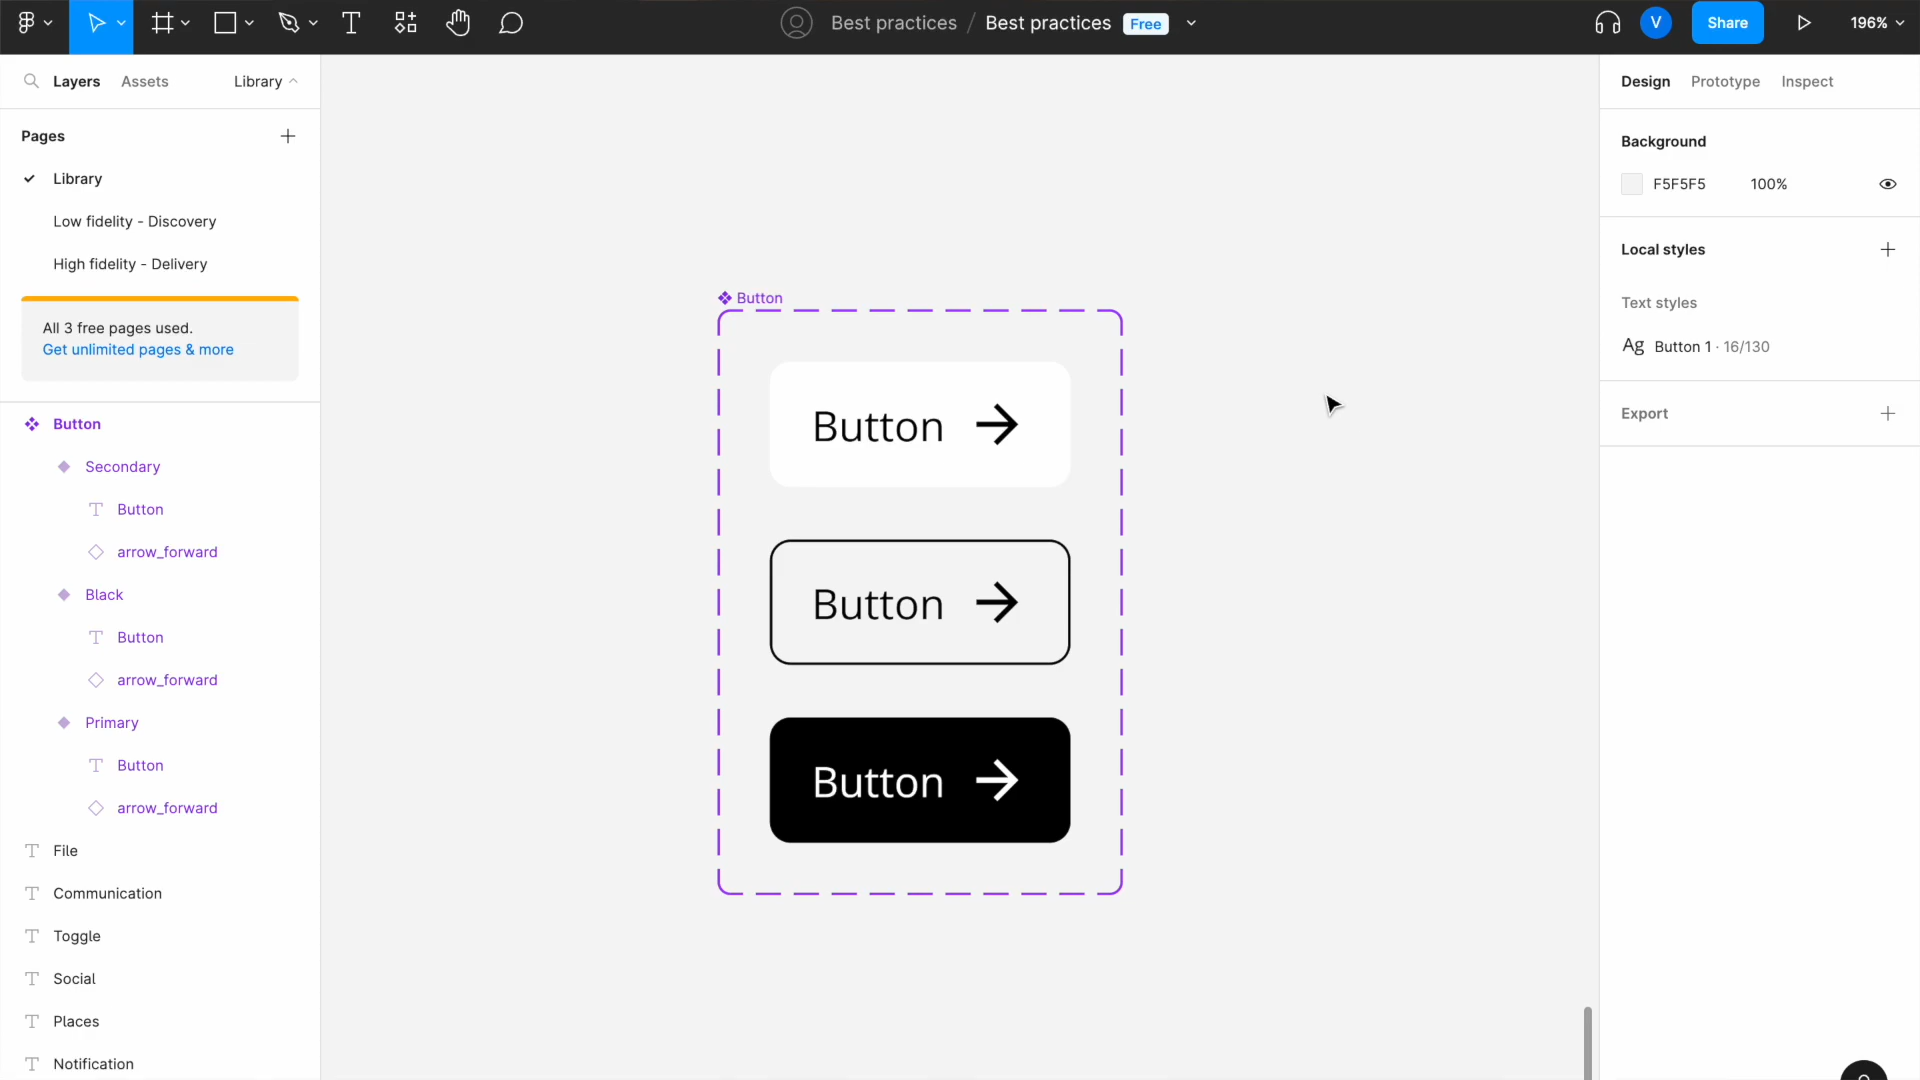 Best practices / Best practices Free
V
Share
196%
Layers
Assets
Library
Pages
Library
Low fidelity - Discovery
High fidelity - Delivery
All 3 free pages used.
Get unlimited pages & more
Button
Secondary
Button
arrow_forward
Black
Button
arrow_forward
Primary
Button
arrow_forward
File
Communication
Toggle
Social
Places
Notification
Button
Button
Button
Button
Design
Prototype
Inspect
Background
F5F5F5
100%
Local styles
Text styles
Ag Button 1 · 16/130
Export